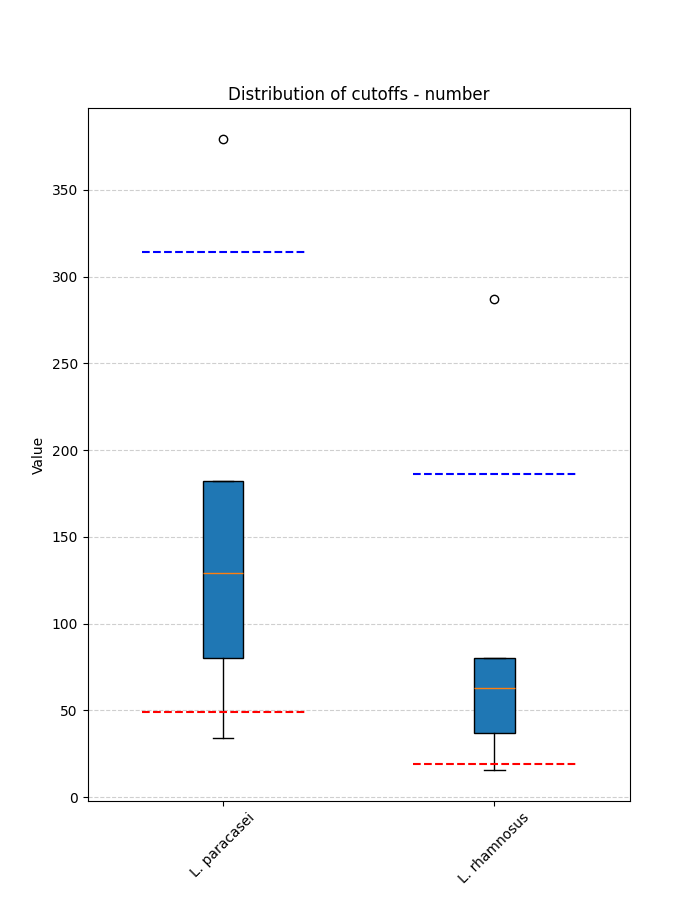 Distribution of cutoffs - number
350
300
250
200
150
100
50
0
Value
L. paracasei
L. rhamnosus